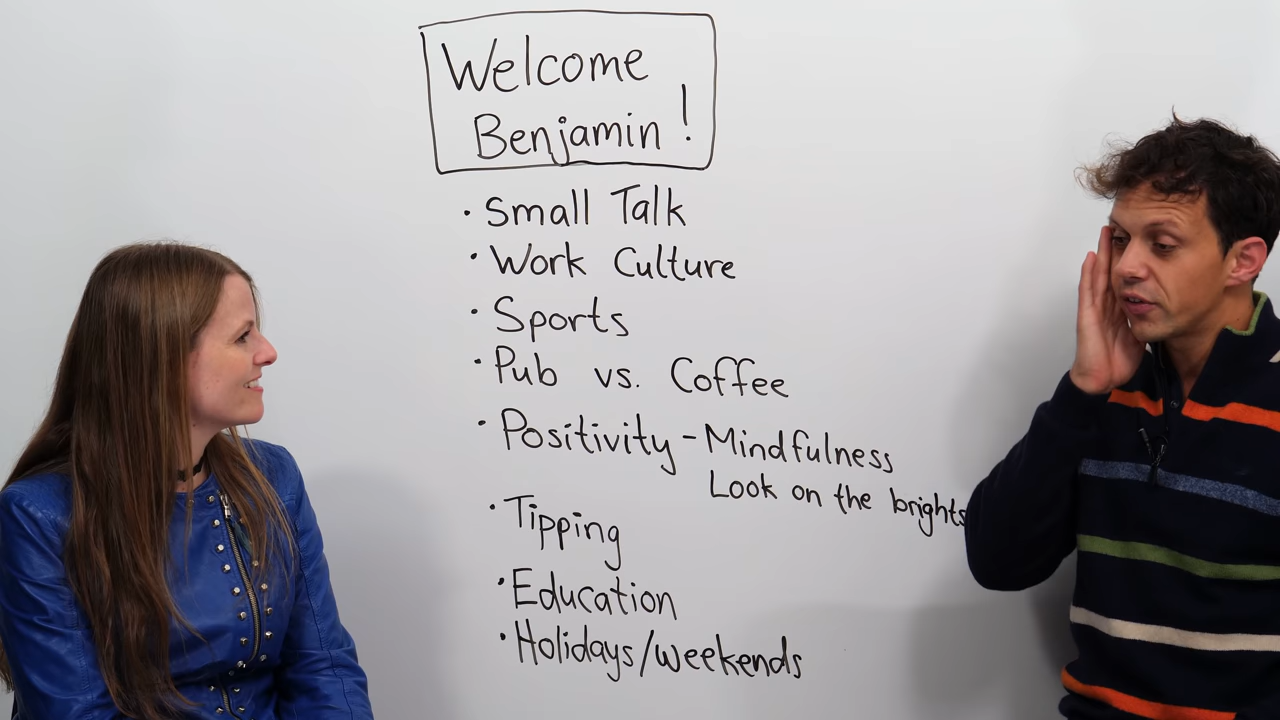 Welcome
Benjamin!
· Small Talk
· Work Culture
· Sports
· Pub vs. Coffee
· Positivity - Mindfulness
Look on the brights
· Tipping
· Education
· Holidays/weekends